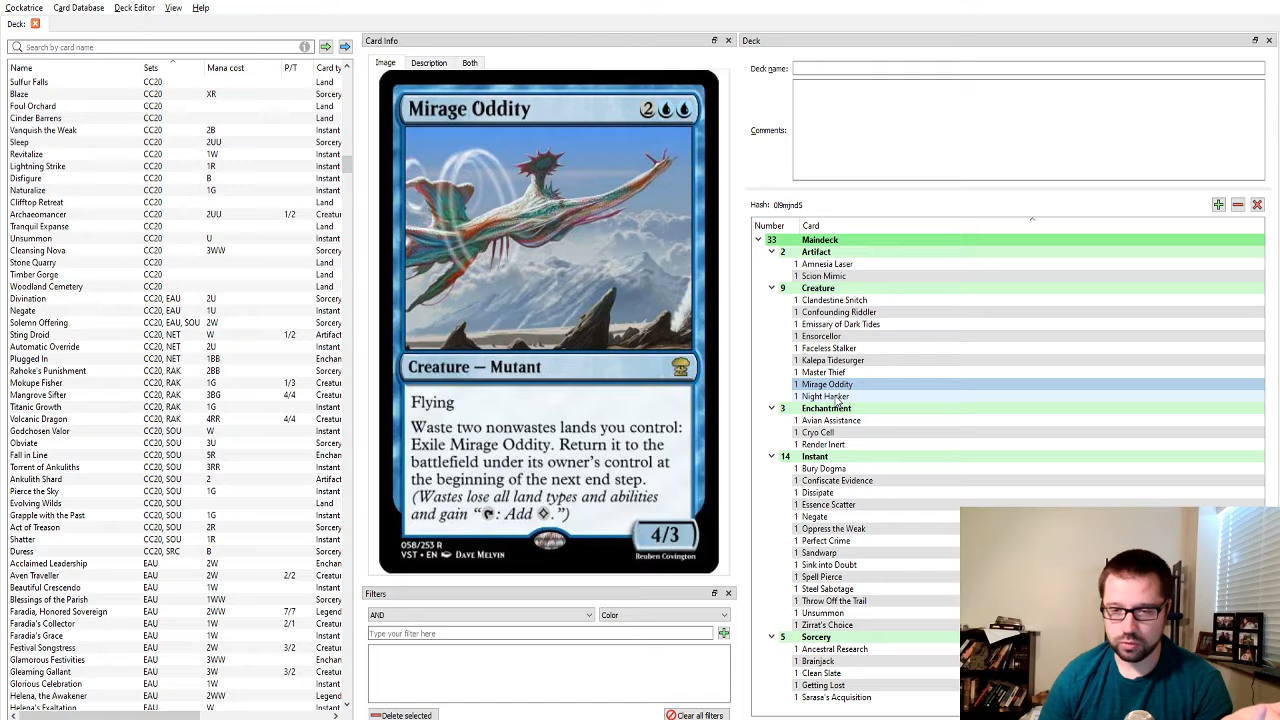 Cockatrice Card Database Deck Editor View Help
Deck:
Search by card name
Name Sets Mana cost P/T Card ty
Sulfur Falls CC20 Land
Blaze CC20 XR Sorcery
Foul Orchard CC20 Land
Cinder Barrens CC20 Land
Vanquish the Weak CC20 2B Instant
Sleep CC20 2UU Sorcery
Revitalize CC20 1W Instant
Lightning Strike CC20 1R Instant
Disfigure CC20 B Instant
Naturalize CC20 1G Instant
Clifftop Retreat CC20 Land
Archaeomancer CC20 2UU 1/2 Creatur
Tranquil Expanse CC20 Land
Unsummon CC20 U Instant
Cleansing Nova CC20 3WW Sorcery
Stone Quarry CC20 Land
Timber Gorge CC20 Land
Woodland Cemetery CC20 Land
Divination CC20, EAU 2U Sorcery
Negate CC20, EAU 1U Instant
Solemn Offering CC20, EAU, SOU 2W Sorcery
Sting Droid CC20, NET W 1/2 Artifact
Automatic Override CC20, NET 2U Instant
Plugged In CC20, NET 1BB Enchan
Rahoke's Punishment CC20, RAK 2BB Sorcery
Mokupe Fisher CC20, RAK 1G 1/3 Creatur
Mangrove Sifter CC20, RAK 3BG 4/4 Creatur
Titanic Growth CC20, RAK 1G Instant
Volcanic Dragon CC20, RAK 4RR 4/4 Creatur
Godchosen Valor CC20, SOU W Instant
Obviate CC20, SOU 3U Instant
Fall in Line CC20, SOU 5R Enchan
Torrent of Ankuliths CC20, SOU 3RR Instant
Ankulith Shard CC20, SOU 2 Artifact
Pierce the Sky CC20, SOU 1G Instant
Evolving Wilds CC20, SOU Land
Grapple with the Past CC20, SOU 1G Instant
Act of Treason CC20, SOU 2R Sorcery
Shatter CC20, SOU 1R Instant
Duress CC20, SRC B Sorcery
Acclaimed Leadership EAU 2W Enchan
Aven Traveller EAU 2W 2/2 Creatur
Beautiful Crescendo EAU 1W Instant
Blessings of the Parish EAU 1WW Instant
Faradia, Honored Sovereign EAU 2WW 7/7 Legend
Faradia's Collector EAU 1W 2/1 Creatur
Faradia's Grace EAU 1W Instant
Festival Songstress EAU 2W 3/2 Creatur
Glamorous Festivities EAU 3WW Enchan
Gleaming Gallant EAU 2W 3/2 Creatur
Glorious Celebration EAU 1W Instant
Helena, the Awakener EAU 2WW Legend
Helena's Exaltation EAU 2W
Card Info
Image Description Both
Mirage Oddity 2
Creature — Mutant
Flying
Waste two nonwastes lands you control:
Exile Mirage Oddity. Return it to the
battlefield under its owner's control at
the beginning of the next end step.
(Wastes lose all land types and abilities
and gain “: Add .”)
4/3
058/253 R
VST • EN DAVE MELVIN
Reuben Covington
Filters
AND Color
Type your filter here
Delete selected Clear all filters
Deck
Deck name:
Comments:
Hash: 0l9mjnd5
Number Card
33 Maindeck
2 Artifact
1 Amnesia Laser
1 Scion Mimic
9 Creature
1 Clandestine Snitch
1 Confounding Riddler
1 Emissary of Dark Tides
1 Ensorcellor
1 Faceless Stalker
1 Kalepa Tidesurger
1 Master Thief
1 Mirage Oddity
1 Night Harker
3 Enchantment
1 Avian Assistance
1 Cryo Cell
1 Render Inert
14 Instant
1 Bury Dogma
1 Confiscate Evidence
1 Dissipate
1 Essence Scatter
1 Negate
1 Oppress the Weak
1 Perfect Crime
1 Sandwarp
1 Sink into Doubt
1 Spell Pierce
1 Steel Sabotage
1 Throw Off the Trail
1 Unsummon
1 Zirrat's Choice
5 Sorcery
1 Ancestral Research
1 Brainjack
1 Clean Slate
1 Getting Lost
1 Sarasa's Acquisition